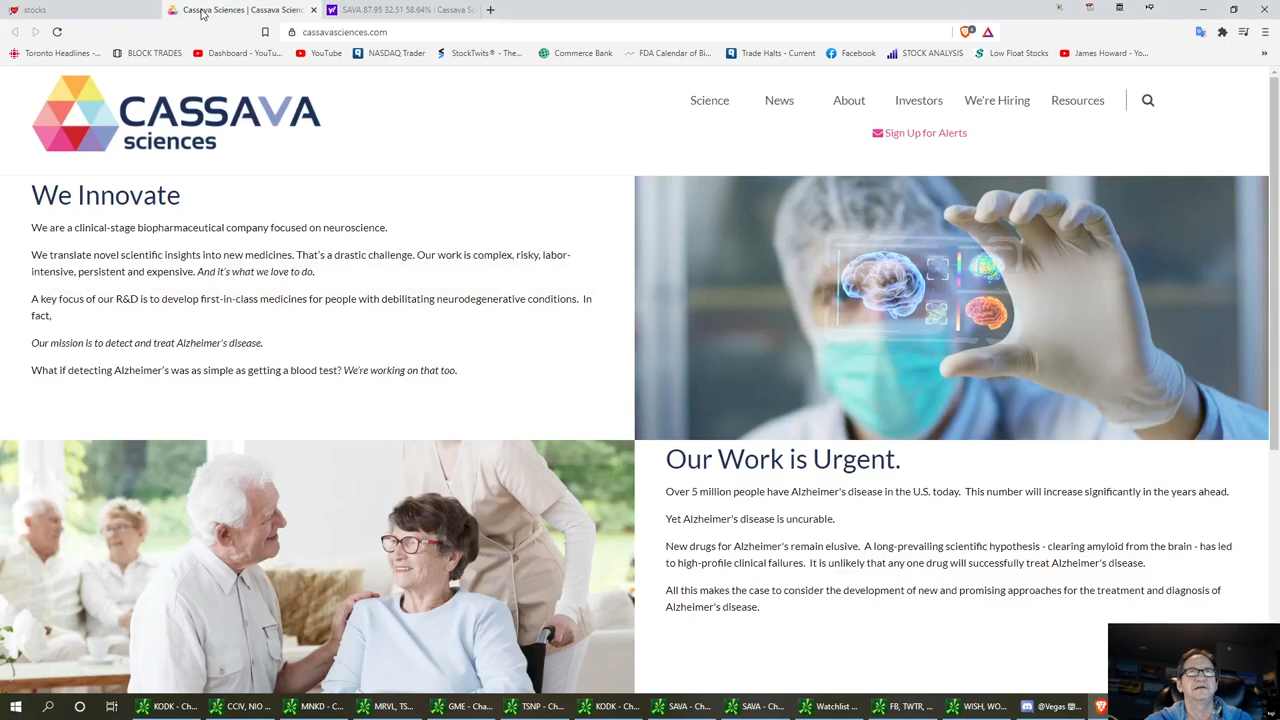 stocks
Cassava Sciences | Cassava Scien
SAVA 87.95 32.51 58.64% : Cassava Sc
cassavasciences.com
Toronto Headlines - ...
BLOCK TRADES
Dashboard - YouTu...
YouTube
NASDAQ Trader
StockTwits® - The...
Commerce Bank
FDA Calendar of Bi...
Trade Halts - Current
Facebook
STOCK ANALYSIS
Low Float Stocks
James Howard - Yo...
CASSAVA
sciences
Science
News
About
Investors
We're Hiring
Resources
Sign Up for Alerts
We Innovate
We are a clinical-stage biopharmaceutical company focused on neuroscience.
We translate novel scientific insights into new medicines. That's a drastic challenge. Our work is complex, risky, labor-
intensive, persistent and expensive. And it's what we love to do.
A key focus of our R&D is to develop first-in-class medicines for people with debilitating neurodegenerative conditions. In
fact,
Our mission is to detect and treat Alzheimer's disease.
What if detecting Alzheimer's was as simple as getting a blood test? We're working on that too.
Our Work is Urgent.
Over 5 million people have Alzheimer's disease in the U.S. today. This number will increase significantly in the years ahead.
Yet Alzheimer's disease is uncurable.
New drugs for Alzheimer's remain elusive. A long-prevailing scientific hypothesis - clearing amyloid from the brain - has led
to high-profile clinical failures. It is unlikely that any one drug will successfully treat Alzheimer's disease.
All this makes the case to consider the development of new and promising approaches for the treatment and diagnosis of
Alzheimer's disease.
KODK - Ch...
CCIV, NIO ...
MNKD - C...
MRVL, TS...
GME - Cha...
TSNP - Ch...
KODK - Ch...
SAVA - Ch...
SAVA - Ch...
Watchlist ...
FB, TWTR, ...
WISH, WO...
@Vegas